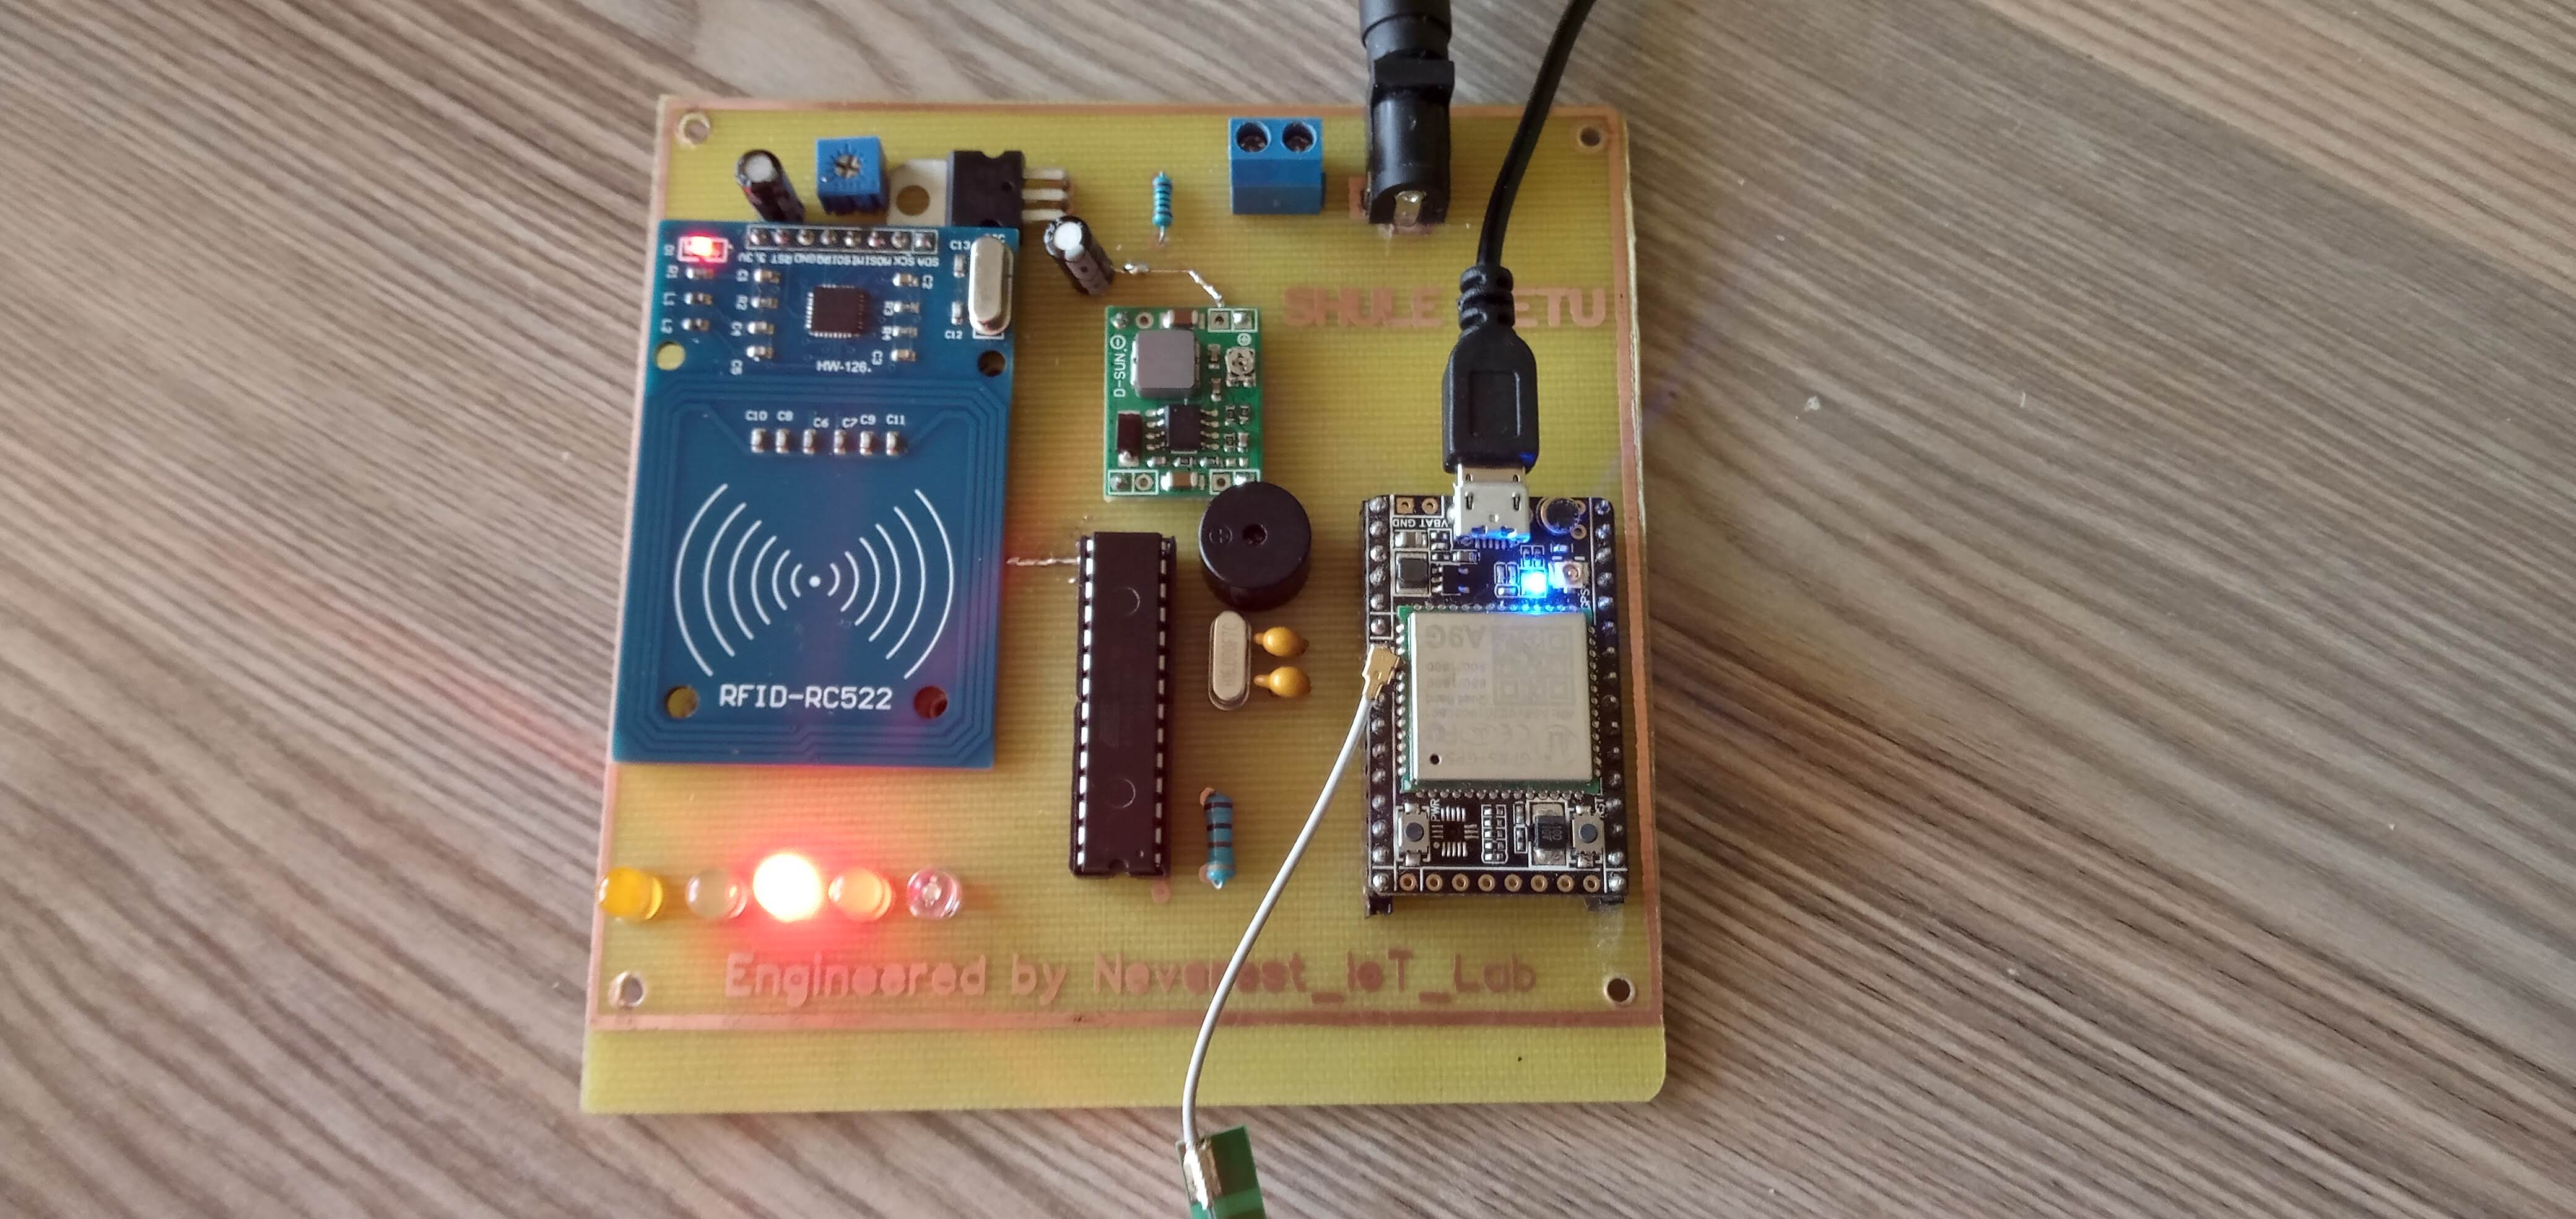 SDA SCK MOSI MISO IRQ GND RST 3.3V
C13
C12
HW-126.
C10 C8 C6 C7 C9 C11
RFID-RC522
D-SUN
SHULE ETU
VBAT GND
GPS
A9G
PWR
RST
Engineered by Neverest_IoT_Lab